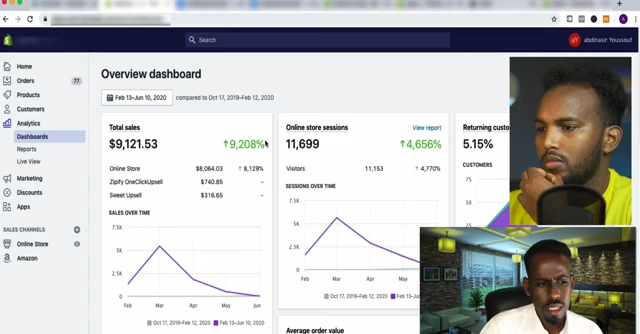 Search
abdinasir Youssouf
Home
Orders 77
Products
Customers
Analytics
Dashboards
Reports
Live View
Marketing
Discounts
Apps
SALES CHANNELS
Online Store
Amazon
Overview dashboard
Feb 13–Jun 10, 2020 compared to Oct 17, 2019–Feb 12, 2020
Total sales
$9,121.53 ↑9,208%
Online Store $8,064.03 ↑ 8,129%
Zipify OneClickUpsell $740.85 -
Sweet Upsell $316.65 -
SALES OVER TIME
7.5K
5K
2.5K
0
Feb Mar Apr May Jun
Oct 17, 2019–Feb 12, 2020 Feb 13–Jun 10, 2020
Online store sessions View report
11,699 ↑4,656%
Visitors 11,153 ↑ 4,770%
SESSIONS OVER TIME
7.5K
5K
2.5K
0
Feb Mar Apr May
Oct 17, 2019–Feb 12, 2020 Feb 13–Jun
Returning custom
5.15%
CUSTOMERS
75
50
25
Average order value